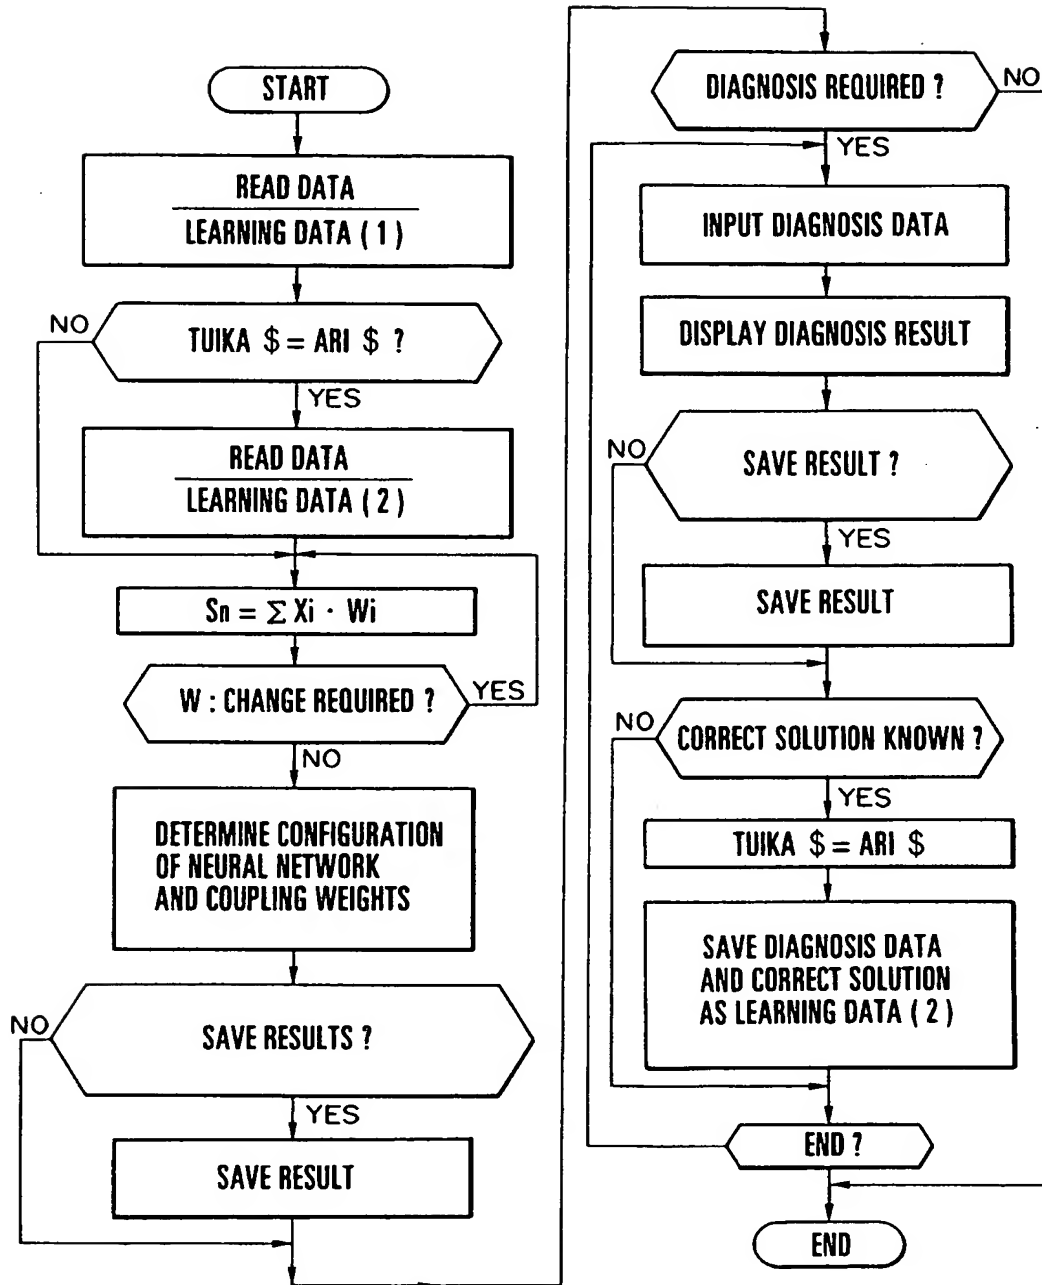 START
READ DATA
LEARNING DATA ( 1 )
NO
TUIKA $ = ARI $ ?
YES
READ DATA
LEARNING DATA ( 2 )
Sn = Σ Xi · Wi
W : CHANGE REQUIRED ?
YES
NO
DETERMINE CONFIGURATION
OF NEURAL NETWORK
AND COUPLING WEIGHTS
NO
SAVE RESULTS ?
YES
SAVE RESULT
DIAGNOSIS REQUIRED ?
NO
YES
INPUT DIAGNOSIS DATA
DISPLAY DIAGNOSIS RESULT
NO
SAVE RESULT ?
YES
SAVE RESULT
NO
CORRECT SOLUTION KNOWN ?
YES
TUIKA $ = ARI $
SAVE DIAGNOSIS DATA
AND CORRECT SOLUTION
AS LEARNING DATA ( 2 )
END ?
END